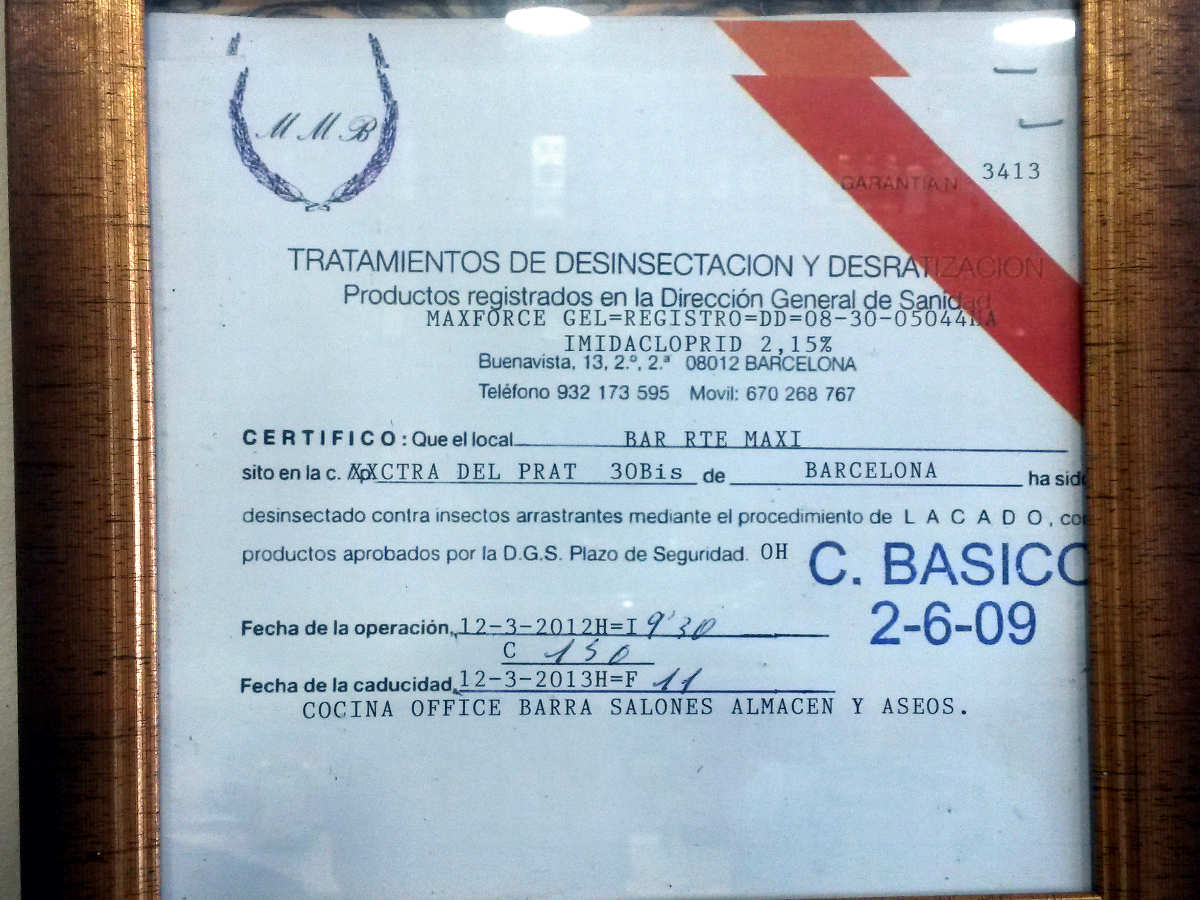 M M B
GARANTIA N. 3413
TRATAMIENTOS DE DESINSECTACION Y DESRATIZACION
Productos registrados en la Dirección General de Sanidad
MAXFORCE GEL=REGISTRO=DD=08-30-05044HA
IMIDACLOPRID 2,15%
Buenavista, 13, 2.º, 2.ª 08012 BARCELONA
Teléfono 932 173 595 Movil: 670 268 767
CERTIFICO: Que el local BAR RTE MAXI
sito en la c. CTRA DEL PRAT 30Bis de BARCELONA ha sido
desinsectado contra insectos arrastrantes mediante el procedimiento de LACADO, co
productos aprobados por la D.G.S. Plazo de Seguridad. OH
C. BASICO
2-6-09
Fecha de la operación, 12-3-2012H=I 9'30
C 150
Fecha de la caducidad, 12-3-2013H=F 11
COCINA OFFICE BARRA SALONES ALMACEN Y ASEOS.